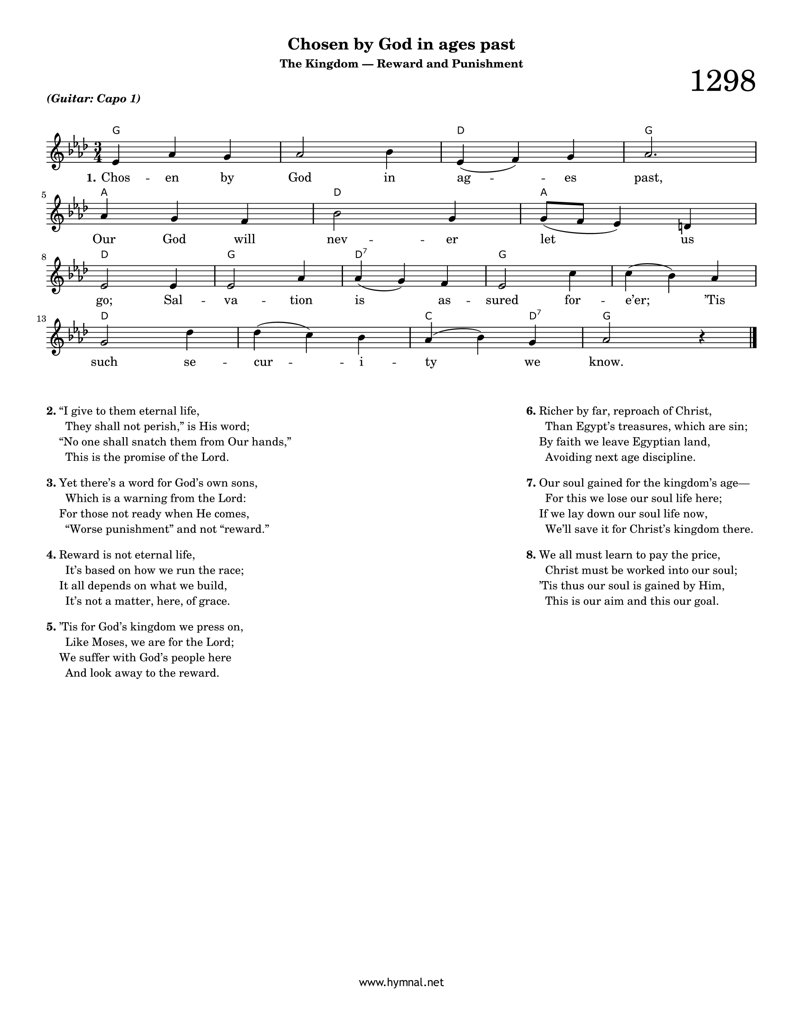 Chosen by God in ages past
The Kingdom — Reward and Punishment
1298
(Guitar: Capo 1)
G D G
3
4
1. Chos - en by God in ag - - es past,
5 A D A
Our God will nev - - er let us
8 D G D7 G
go; Sal - va - tion is as - sured for - e’er; ’Tis
13 D C D7 G
such se - cur - - i - ty we know.
2. “I give to them eternal life,
They shall not perish,” is His word;
“No one shall snatch them from Our hands,”
This is the promise of the Lord.
3. Yet there’s a word for God’s own sons,
Which is a warning from the Lord:
For those not ready when He comes,
“Worse punishment” and not “reward.”
4. Reward is not eternal life,
It’s based on how we run the race;
It all depends on what we build,
It’s not a matter, here, of grace.
5. ’Tis for God’s kingdom we press on,
Like Moses, we are for the Lord;
We suffer with God’s people here
And look away to the reward.
6. Richer by far, reproach of Christ,
Than Egypt’s treasures, which are sin;
By faith we leave Egyptian land,
Avoiding next age discipline.
7. Our soul gained for the kingdom’s age—
For this we lose our soul life here;
If we lay down our soul life now,
We’ll save it for Christ’s kingdom there.
8. We all must learn to pay the price,
Christ must be worked into our soul;
’Tis thus our soul is gained by Him,
This is our aim and this our goal.
www.hymnal.net